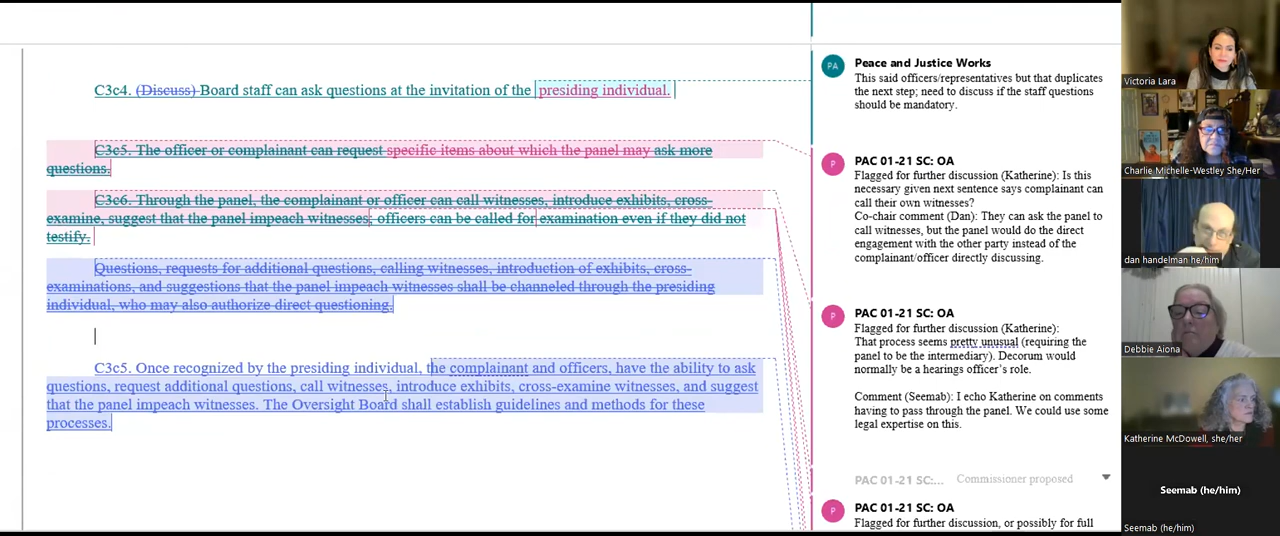 C3c4. (Discuss) Board staff can ask questions at the invitation of the presiding individual.
C3c5. The officer or complainant can request specific items about which the panel may ask more
questions.
C3c6. Through the panel, the complainant or officer can call witnesses, introduce exhibits, cross-
examine, suggest that the panel impeach witnesses; officers can be called for examination even if they did not
testify.
Questions, requests for additional questions, calling witnesses, introduction of exhibits, cross-
examinations, and suggestions that the panel impeach witnesses shall be channeled through the presiding
individual, who may also authorize direct questioning.
C3c5. Once recognized by the presiding individual, the complainant and officers, have the ability to ask
questions, request additional questions, call witnesses, introduce exhibits, cross-examine witnesses, and suggest
that the panel impeach witnesses. The Oversight Board shall establish guidelines and methods for these
processes.
PA
Peace and Justice Works
This said officers/representatives but that duplicates
the next step; need to discuss if the staff questions
should be mandatory.
P
PAC 01-21 SC: OA
Flagged for further discussion (Katherine): Is this
necessary given next sentence says complainant can
call their own witnesses?
Co-chair comment (Dan): They can ask the panel to
call witnesses, but the panel would do the direct
engagement with the other party instead of the
complainant/officer directly discussing.
P
PAC 01-21 SC: OA
Flagged for further discussion (Katherine):
That process seems pretty unusual (requiring the
panel to be the intermediary). Decorum would
normally be a hearings officer's role.
Comment (Seemab): I echo Katherine on comments
having to pass through the panel. We could use some
legal expertise on this.
PAC 01-21 SC:... Commissioner proposed
P
PAC 01-21 SC: OA
Flagged for further discussion, or possibly for full
Victoria Lara
Charlie Michelle-Westley She/Her
dan handelman he/him
Debbie Aiona
Katherine McDowell, she/her
Seemab (he/him)
Seemab (he/him)